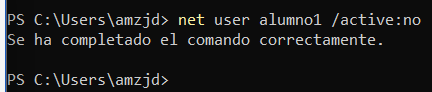 PS C:\Users\amzjd> net user alumno1 /active:no
Se ha completado el comando correctamente.
PS C:\Users\amzjd>